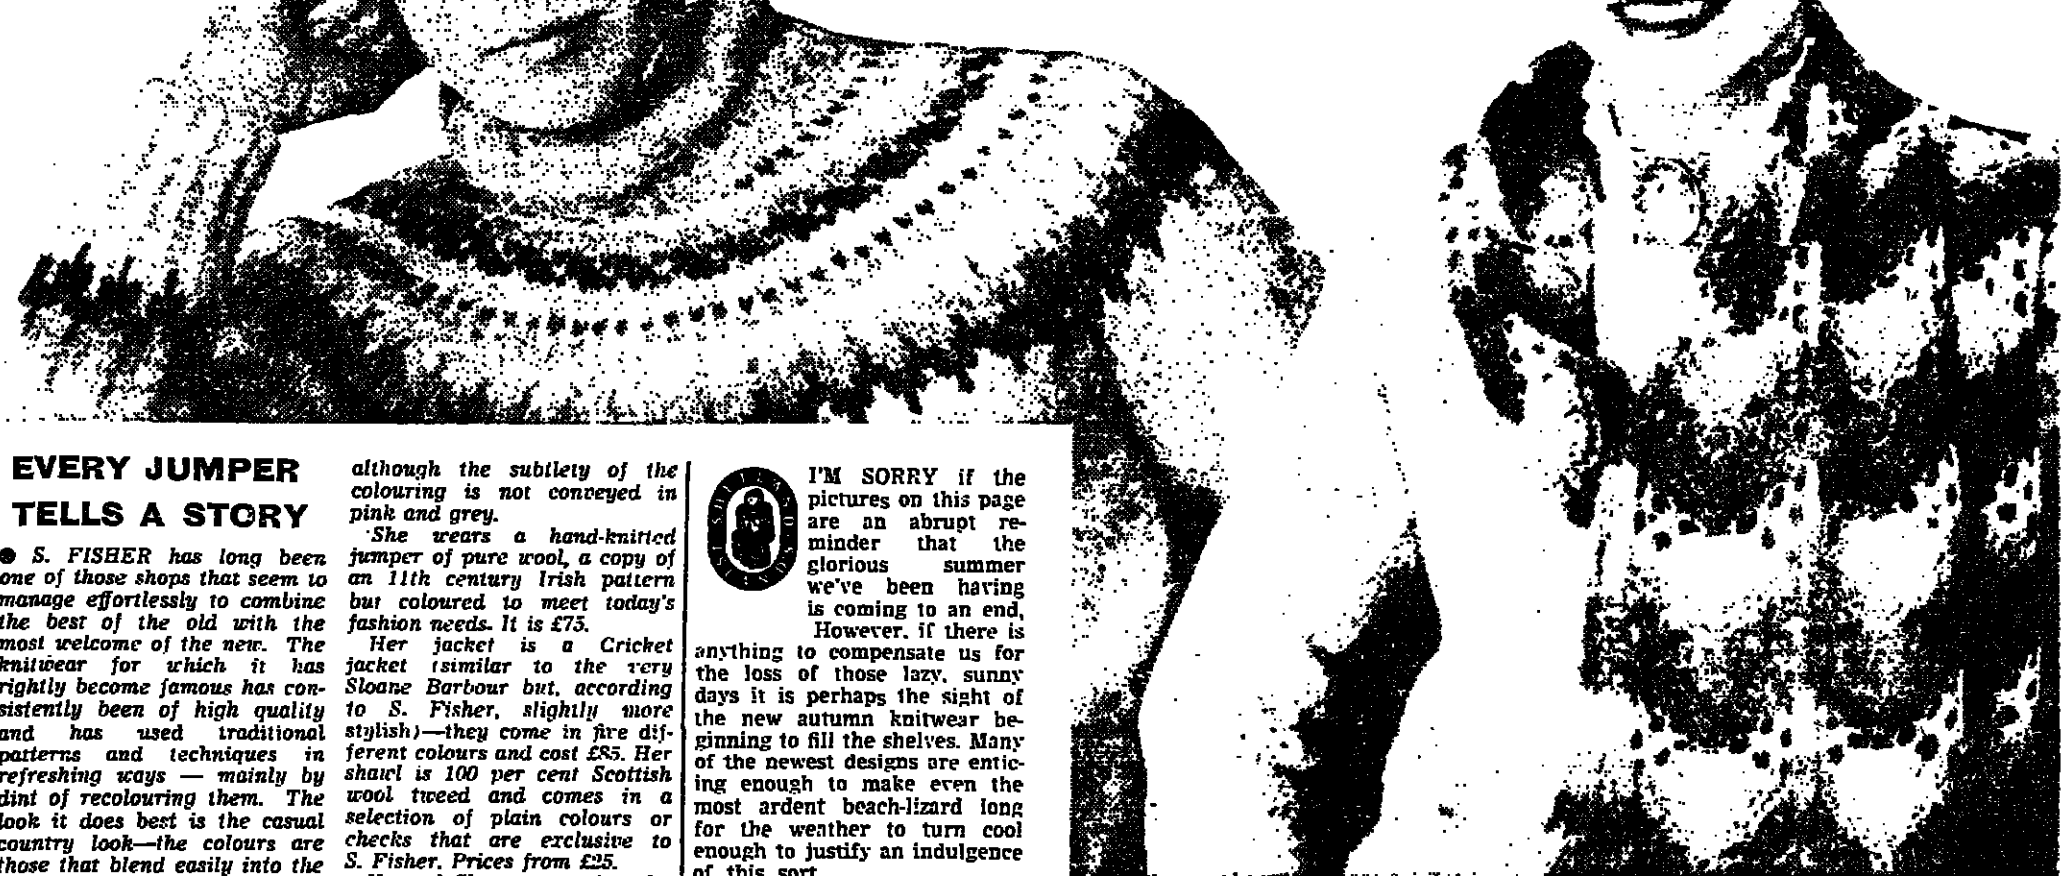 EVERY JUMPER
TELLS A STORY
● S. FISHER has long been
one of those shops that seem to
manage effortlessly to combine
the best of the old with the
most welcome of the new. The
knitwear for which it has
rightly become famous has con-
sistently been of high quality
and has used traditional
patterns and techniques in
refreshing ways — mainly by
dint of recolouring them. The
look it does best is the casual
country look—the colours are
those that blend easily into the
although the subtlety of the
colouring is not conveyed in
pink and grey.
She wears a hand-knitted
jumper of pure wool, a copy of
an 11th century Irish pattern
but coloured to meet today's
fashion needs. It is £75.
Her jacket is a Cricket
jacket (similar to the very
Sloane Barbour but, according
to S. Fisher, slightly more
stylish)—they come in five dif-
ferent colours and cost £85. Her
shawl is 100 per cent Scottish
wool tweed and comes in a
selection of plain colours or
checks that are exclusive to
S. Fisher. Prices from £25.
I'M SORRY if the
pictures on this page
are an abrupt re-
minder that the
glorious summer
we've been having
is coming to an end.
However, if there is
anything to compensate us for
the loss of those lazy, sunny
days it is perhaps the sight of
the new autumn knitwear be-
ginning to fill the shelves. Many
of the newest designs are entic-
ing enough to make even the
most ardent beach-lizard long
for the weather to turn cool
enough to justify an indulgence
of this sort